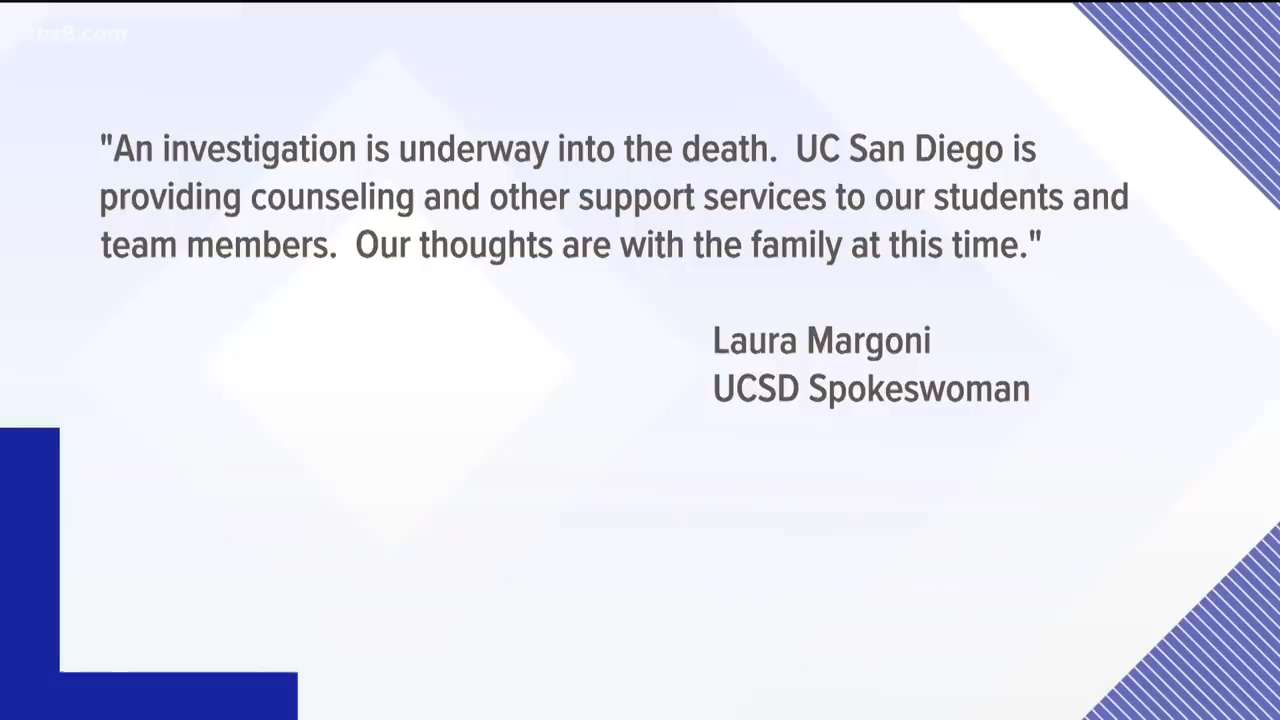 "An investigation is underway into the death.  UC San Diego is
providing counseling and other support services to our students and
team members.  Our thoughts are with the family at this time."
Laura Margoni
UCSD Spokeswoman